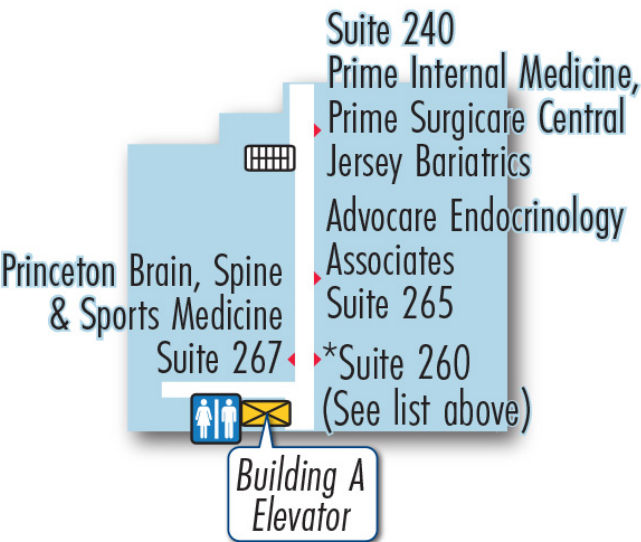 Suite 240
Prime Internal Medicine,
Prime Surgicare Central
Jersey Bariatrics
Advocare Endocrinology
Associates
Suite 265
Princeton Brain, Spine
& Sports Medicine
Suite 267
*Suite 260
(See list above)
Building A
Elevator